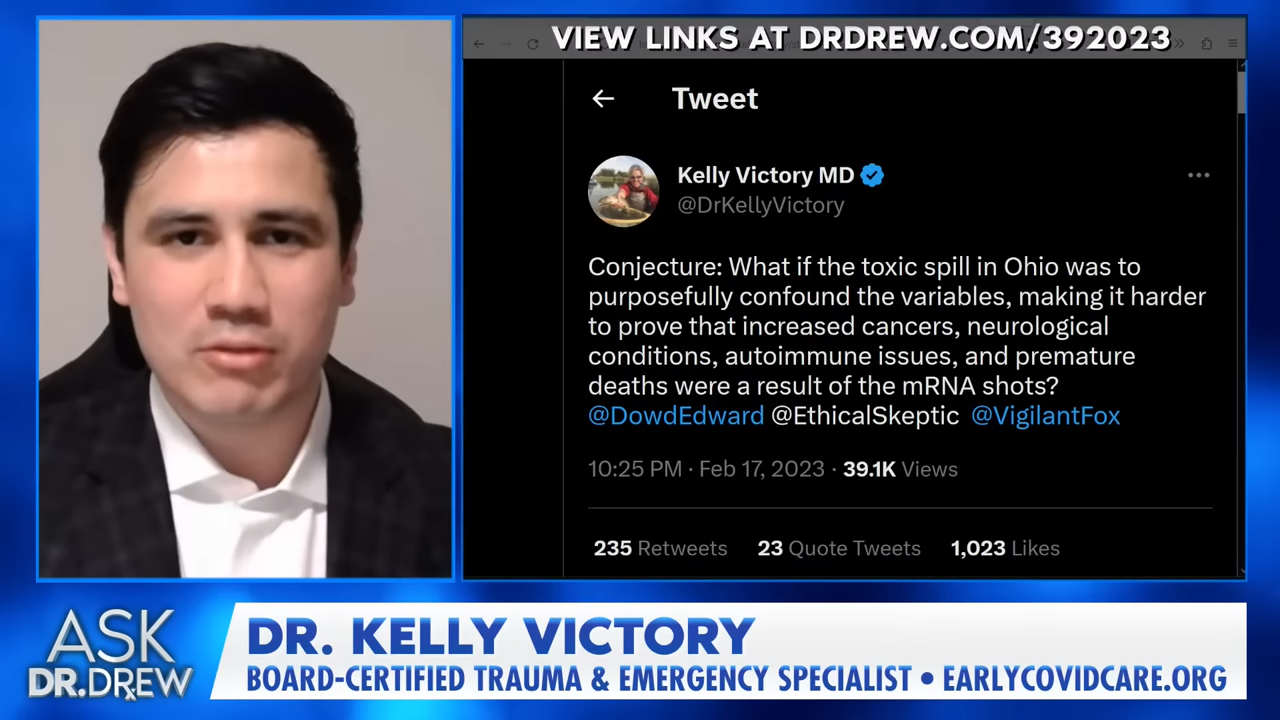 VIEW LINKS AT DRDREW.COM/392023
Tweet
Kelly Victory MD
@DrKellyVictory
Conjecture: What if the toxic spill in Ohio was to
purposefully confound the variables, making it harder
to prove that increased cancers, neurological
conditions, autoimmune issues, and premature
deaths were a result of the mRNA shots?
@DowdEdward @EthicalSkeptic @VigilantFox
10:25 PM · Feb 17, 2023 · 39.1K Views
235 Retweets 23 Quote Tweets 1,023 Likes
ASK
DR.DREW
DR. KELLY VICTORY
BOARD-CERTIFIED TRAUMA & EMERGENCY SPECIALIST • EARLYCOVIDCARE.ORG